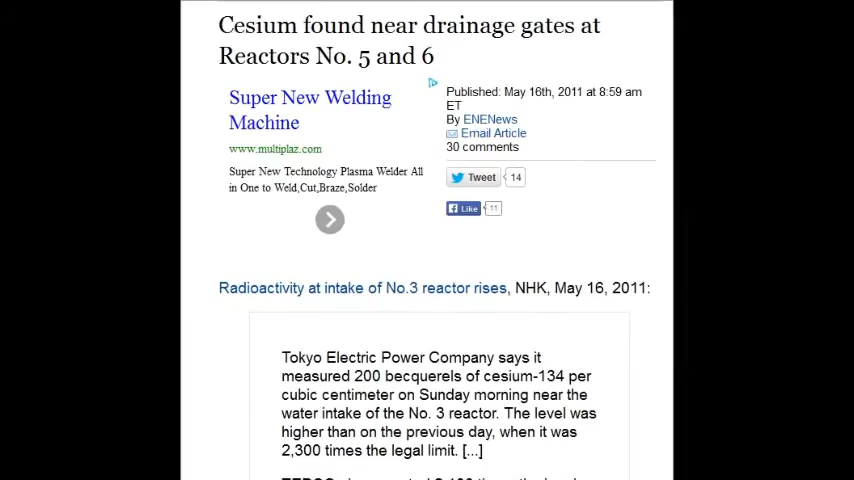 Cesium found near drainage gates at
Reactors No. 5 and 6
Super New Welding
Machine
www.multiplaz.com
Super New Technology Plasma Welder All
in One to Weld,Cut,Braze,Solder
Published: May 16th, 2011 at 8:59 am
ET
By ENENews
Email Article
30 comments
Tweet 14
Like 11
Radioactivity at intake of No.3 reactor rises, NHK, May 16, 2011:
Tokyo Electric Power Company says it
measured 200 becquerels of cesium-134 per
cubic centimeter on Sunday morning near the
water intake of the No. 3 reactor. The level was
higher than on the previous day, when it was
2,300 times the legal limit. [...]